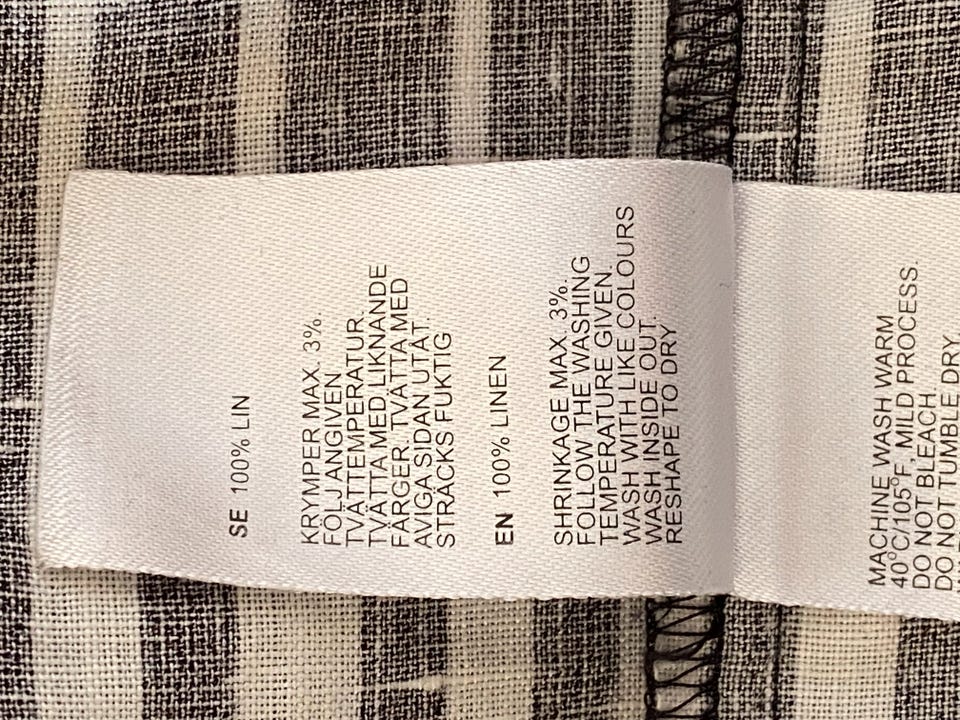 SE 100% LIN
KRYMPER MAX. 3%.
FÖLJ ANGIVEN
TVÄTTEMPERATUR.
TVÄTTA MED LIKNANDE
FÄRGER. TVÄTTA MED
AVIGA SIDAN UTÅT.
STRÄCKS FUKTIG
EN 100% LINEN
SHRINKAGE MAX. 3%.
FOLLOW THE WASHING
TEMPERATURE GIVEN.
WASH WITH LIKE COLOURS
WASH INSIDE OUT.
RESHAPE TO DRY
MACHINE WASH WARM
40°C/105°F, MILD PROCESS.
DO NOT BLEACH
DO NOT TUMBLE DRY